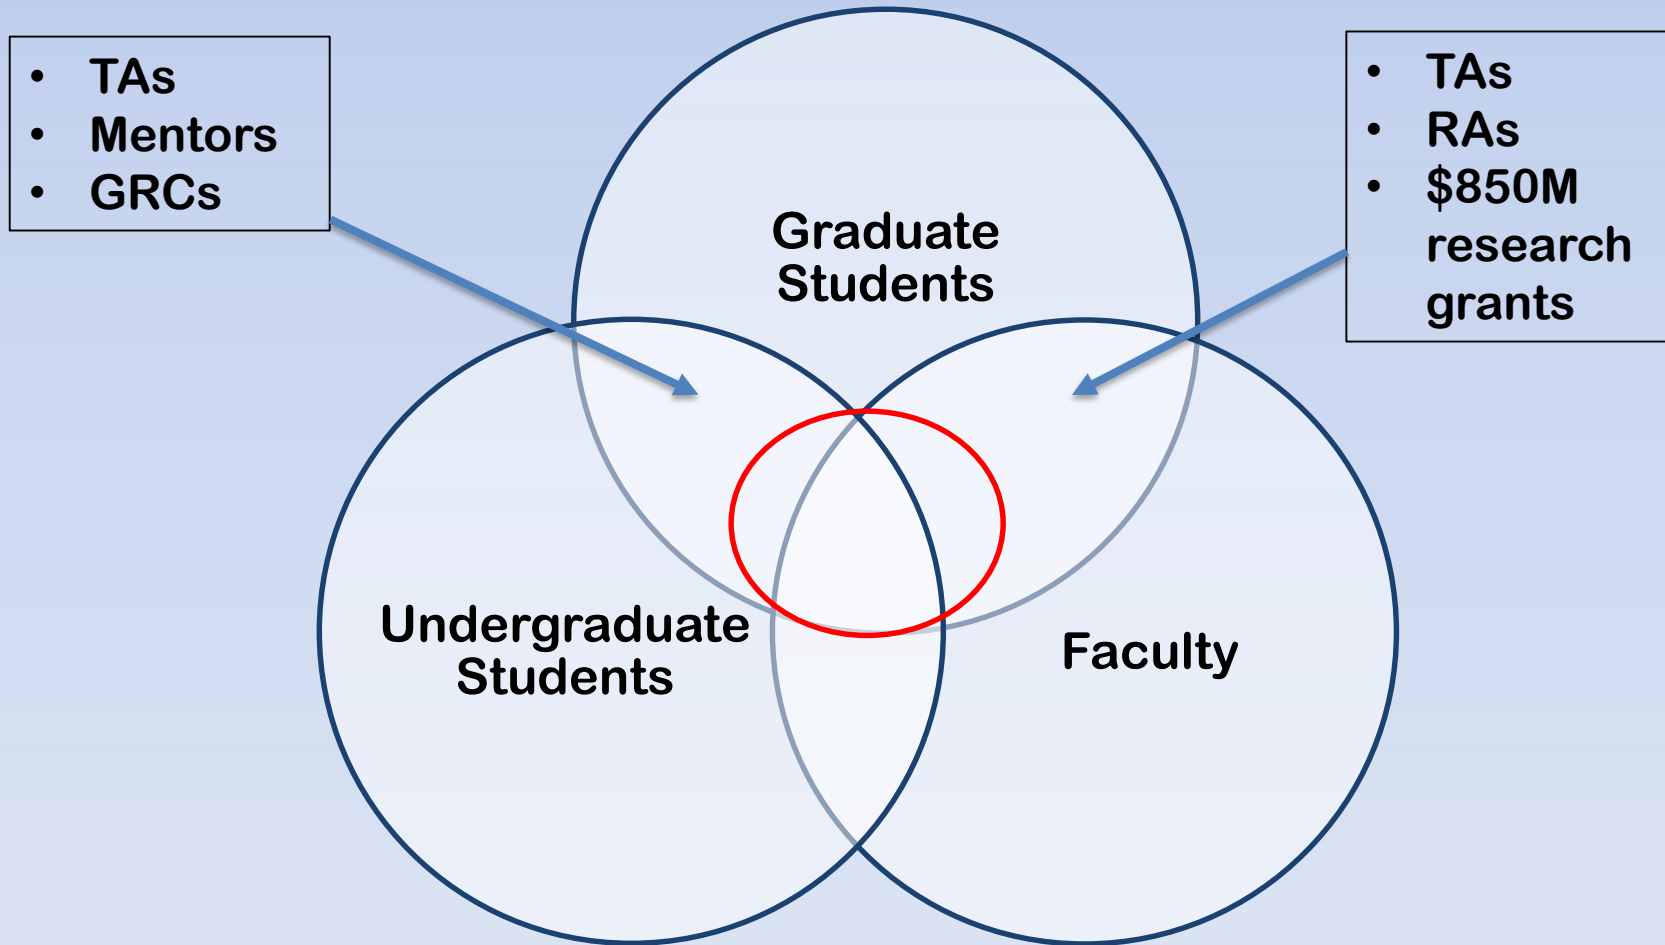 • TAs
• Mentors
• GRCs
• TAs
• RAs
• $850M
research
grants
Graduate
Students
Undergraduate
Students
Faculty